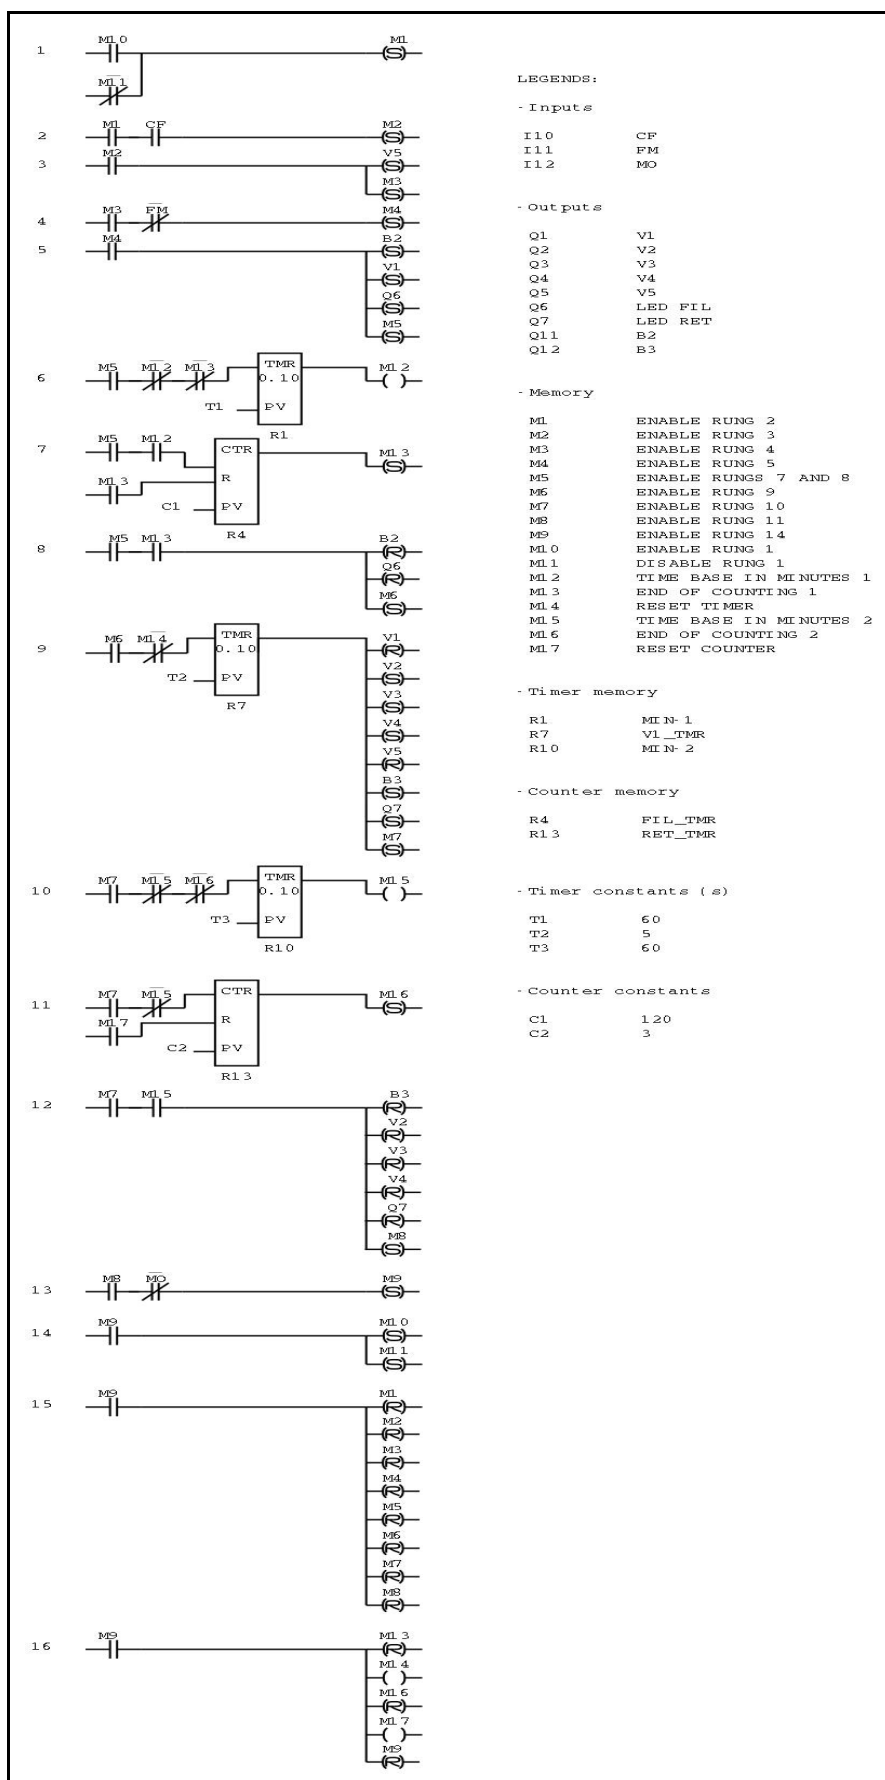 M10 M1
1
M11
M1 CF M2
2
M2 V5
3
M3
M3 FM M4
4
M4 B2
5
V1
Q6
M5
TMR
M5 M12 M13 0.10 M12
6
T1 PV
R1
7
M5 M12 CTR M13
M13 R
C1 PV
R4
M5 M13 B2
8
Q6
M6
TMR
M6 M14 0.10 V1
9
V2
T2 PV
V3
R7
V4
V5
B3
Q7
M7
TMR
M7 M15 M16 0.10 M15
10
T3 PV
R10
CTR
M7 M15 M16
11
M17 R
C2 PV
R13
M7 M15 B3
12
V2
V3
V4
Q7
M8
M8 MO M9
13
M9 M10
14
M11
M9 M1
15
M2
M3
M4
M5
M6
M7
M8
M9 M13
16
M14
M16
M17
M9
LEGENDS:
- Inputs
I10 CF
I11 FM
I12 MO
- Outputs
Q1 V1
Q2 V2
Q3 V3
Q4 V4
Q5 V5
Q6 LED FIL
Q7 LED RET
Q11 B2
Q12 B3
- Memory
M1 ENABLE RUNG 2
M2 ENABLE RUNG 3
M3 ENABLE RUNG 4
M4 ENABLE RUNG 5
M5 ENABLE RUNGS 7 AND 8
M6 ENABLE RUNG 9
M7 ENABLE RUNG 10
M8 ENABLE RUNG 11
M9 ENABLE RUNG 14
M10 ENABLE RUNG 1
M11 DISABLE RUNG 1
M12 TIME BASE IN MINUTES 1
M13 END OF COUNTING 1
M14 RESET TIMER
M15 TIME BASE IN MINUTES 2
M16 END OF COUNTING 2
M17 RESET COUNTER
- Timer memory
R1 MIN-1
R7 V1_TMR
R10 MIN-2
- Counter memory
R4 FIL_TMR
R13 RET_TMR
- Timer constants (s)
T1 60
T2 5
T3 60
- Counter constants
C1 120
C2 3